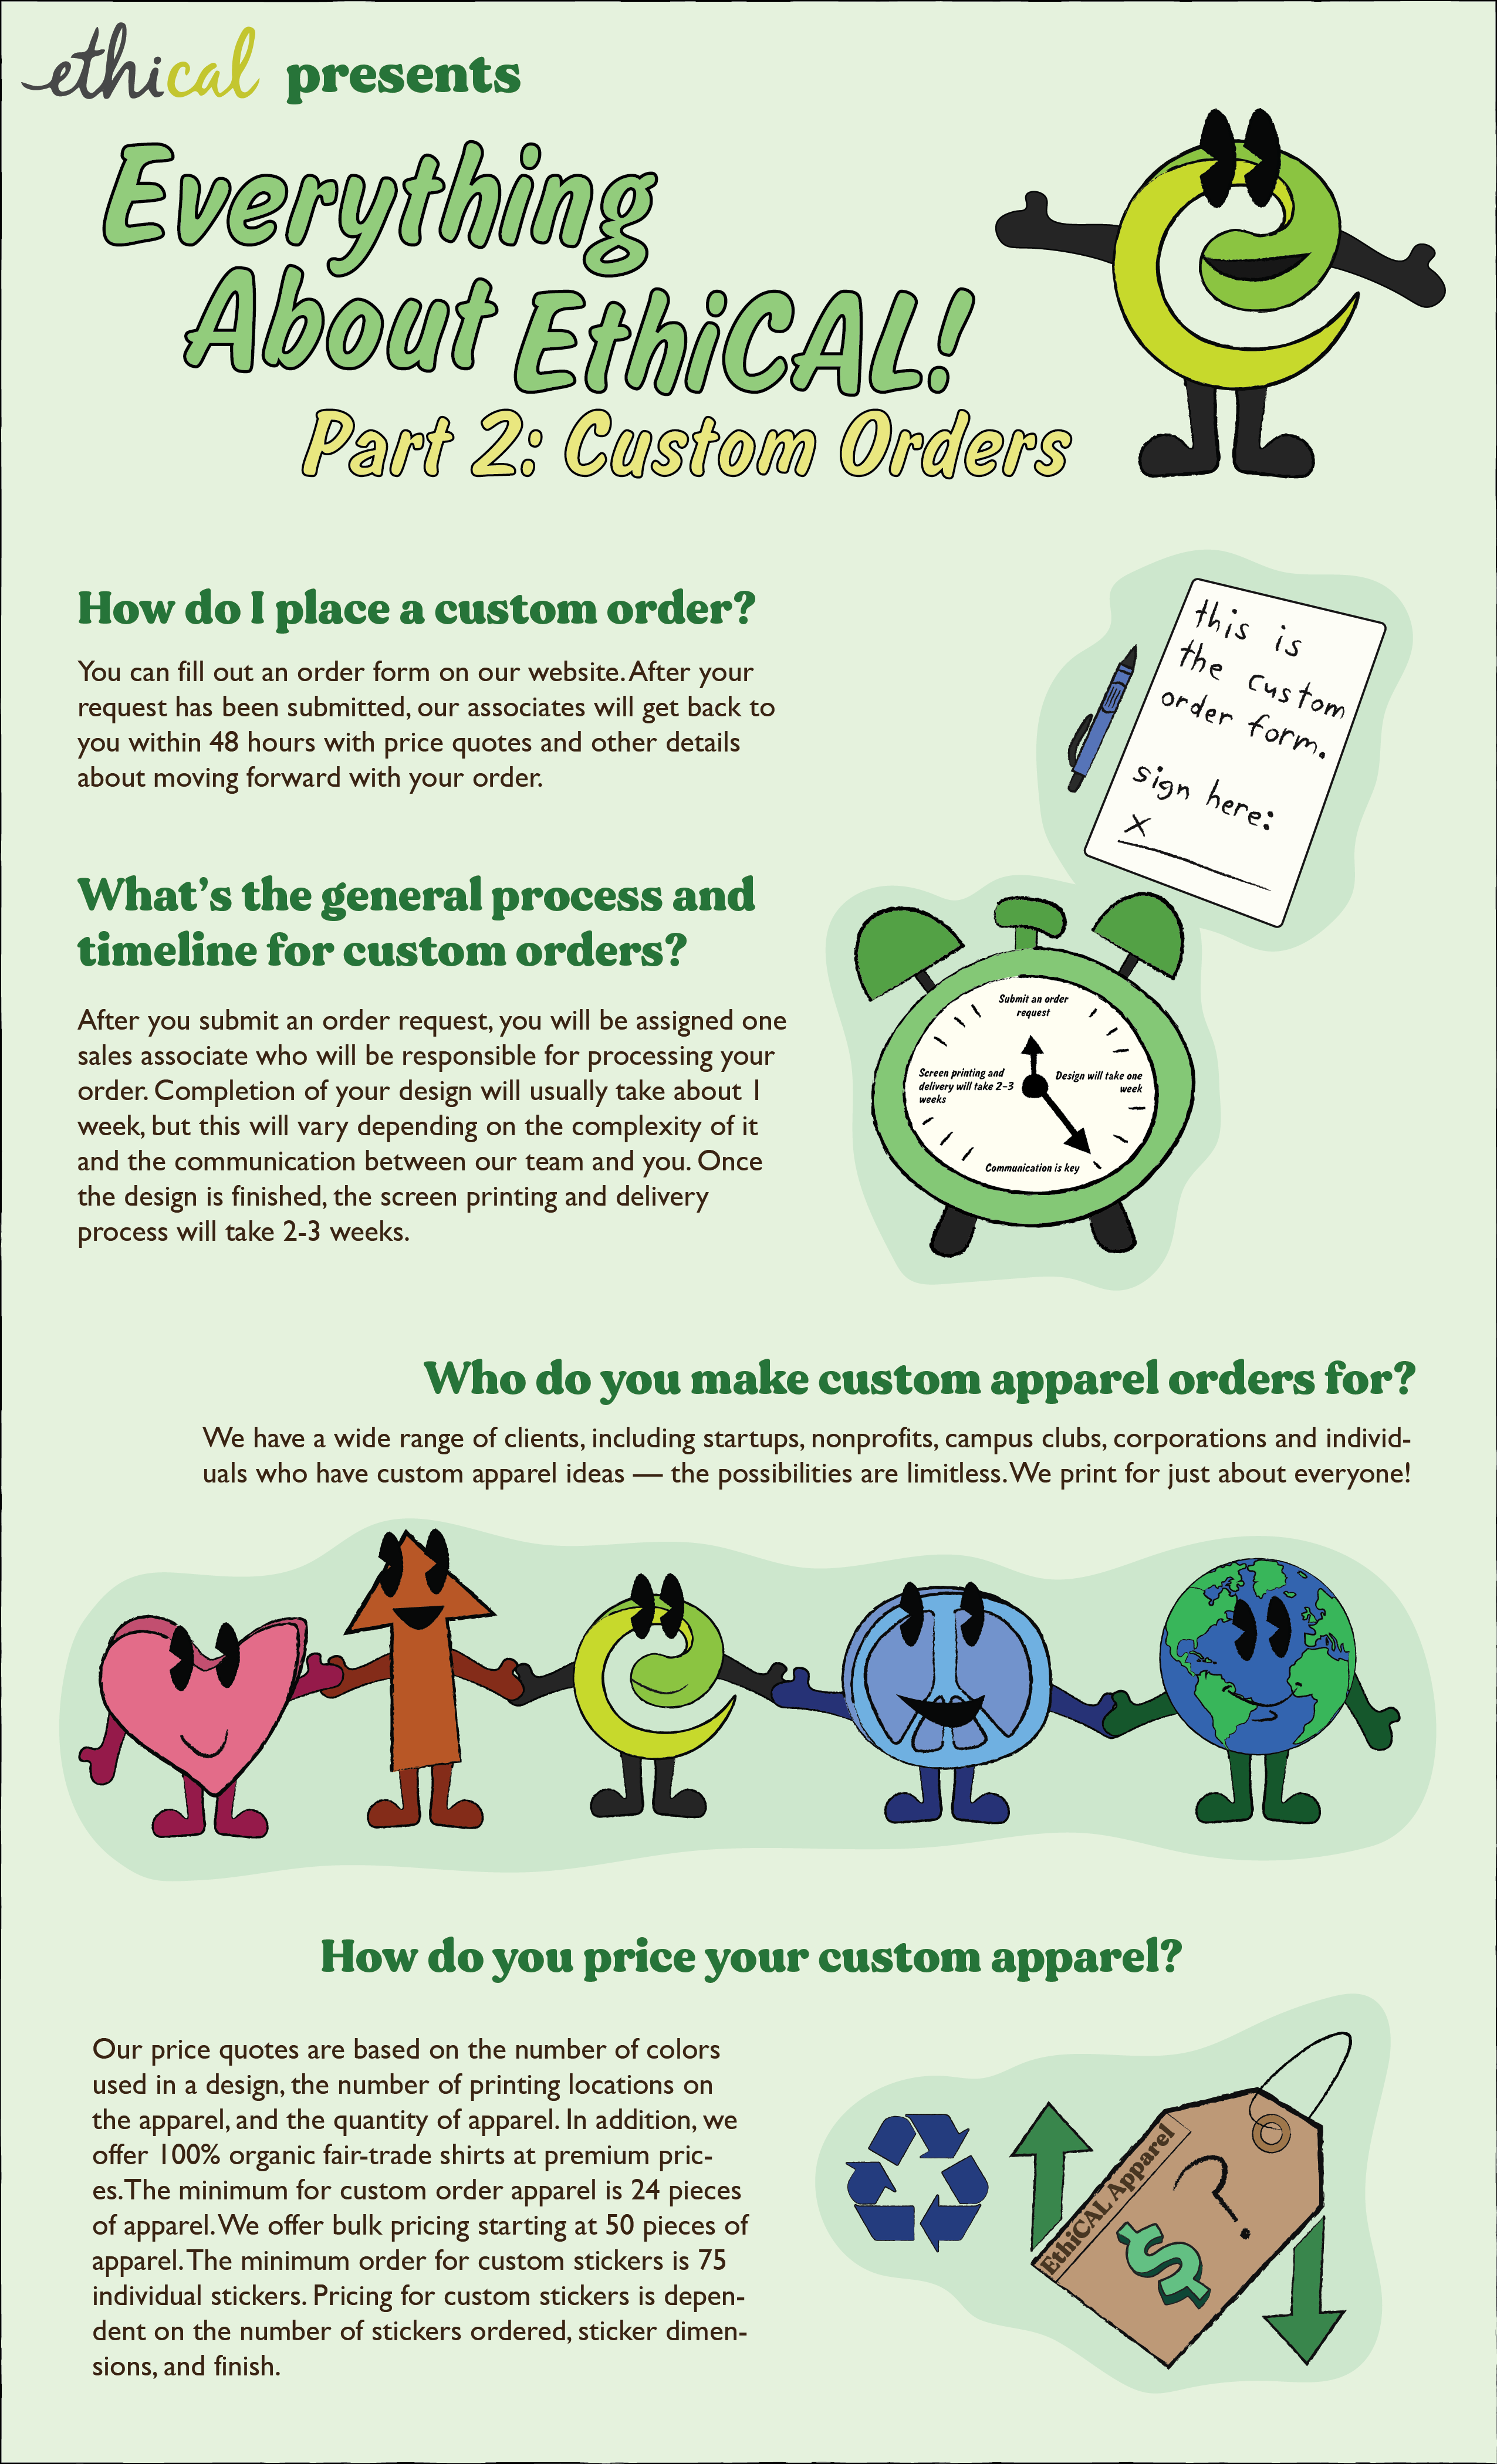 ethical presents
Everything
About EthiCAL!
Part 2: Custom Orders
How do I place a custom order?
You can fill out an order form on our website. After your
request has been submitted, our associates will get back to
you within 48 hours with price quotes and other details
about moving forward with your order.
this is
the custom
order form.
sign here:
X
What's the general process and
timeline for custom orders?
After you submit an order request, you will be assigned one
sales associate who will be responsible for processing your
order. Completion of your design will usually take about 1
week, but this will vary depending on the complexity of it
and the communication between our team and you. Once
the design is finished, the screen printing and delivery
process will take 2-3 weeks.
Submit an order
request
Design will take one
week
Communication is key
Screen printing and
delivery will take 2-3
weeks
Who do you make custom apparel orders for?
We have a wide range of clients, including startups, nonprofits, campus clubs, corporations and individ-
uals who have custom apparel ideas — the possibilities are limitless. We print for just about everyone!
How do you price your custom apparel?
Our price quotes are based on the number of colors
used in a design, the number of printing locations on
the apparel, and the quantity of apparel. In addition, we
offer 100% organic fair-trade shirts at premium pric-
es. The minimum for custom order apparel is 24 pieces
of apparel. We offer bulk pricing starting at 50 pieces of
apparel. The minimum order for custom stickers is 75
individual stickers. Pricing for custom stickers is depen-
dent on the number of stickers ordered, sticker dimen-
sions, and finish.
EthiCAL Apparel
?
$